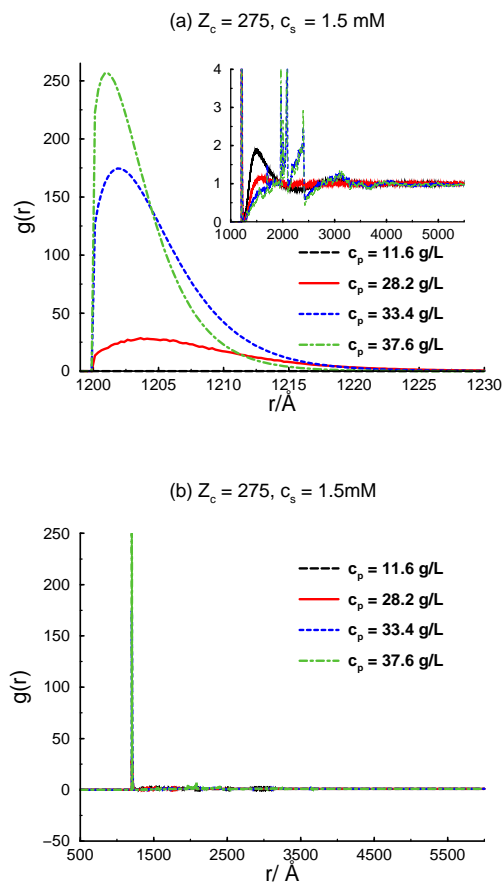 (a) Z_c = 275, c_s = 1.5 mM
250
200
150
100
50
0
g(r)
4
3
2
1
0
1000 2000 3000 4000 5000
c_p = 11.6 g/L
c_p = 28.2 g/L
c_p = 33.4 g/L
c_p = 37.6 g/L
1200 1205 1210 1215 1220 1225 1230
r/Å
(b) Z_c = 275, c_s = 1.5mM
250
200
150
100
50
0
−50
g(r)
c_p = 11.6 g/L
c_p = 28.2 g/L
c_p = 33.4 g/L
c_p = 37.6 g/L
500 1500 2500 3500 4500 5500
r/ Å